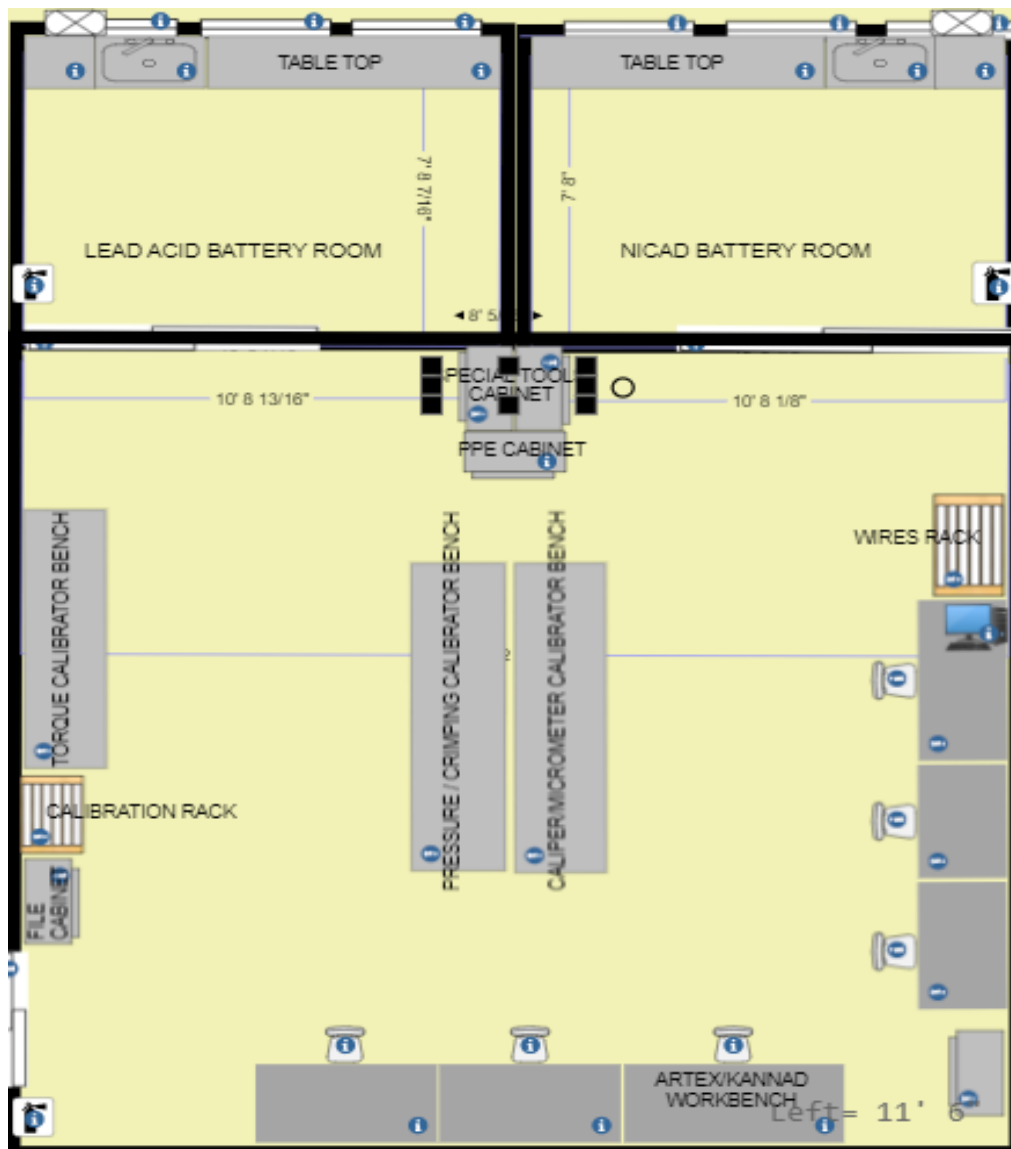 TABLE TOP
TABLE TOP
7' 8 7/16"
7' 8"
LEAD ACID BATTERY ROOM
NICAD BATTERY ROOM
8' 5/
PECIAL TOOL
CABINET
10' 8 13/16"
10' 8 1/8"
PPE CABINET
WIRES RACK
TORQUE CALIBRATOR BENCH
PRESSURE / CRIMPING CALIBRATOR BENCH
CALIPER/MICROMETER CALIBRATOR BENCH
CALIBRATION RACK
FILE
CABINET
ARTEX/KANNAD
WORKBENCH
Left= 11' 6"